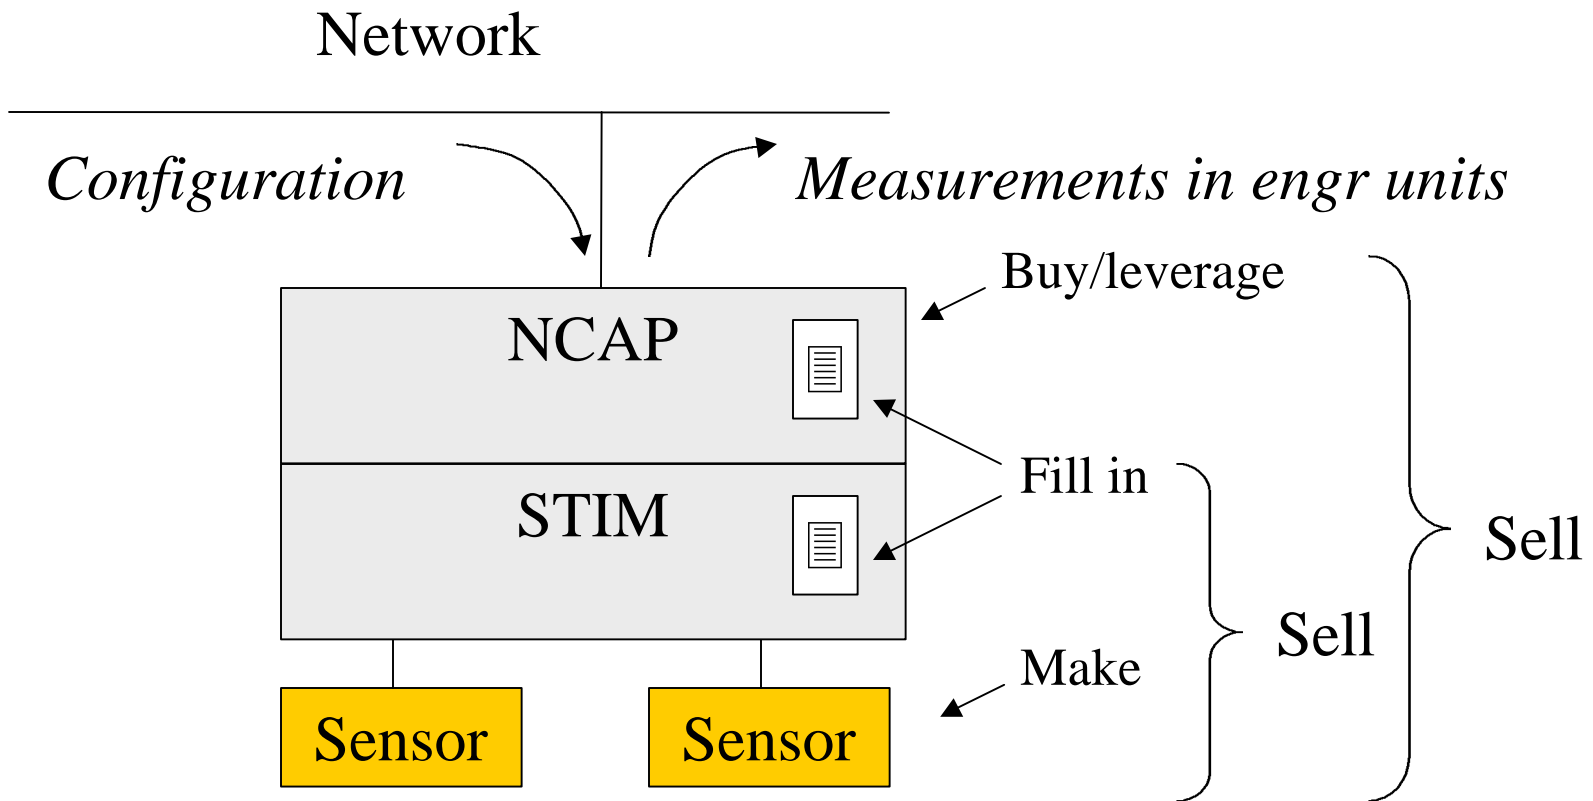 Network
Configuration
Measurements in engr units
Buy/leverage
NCAP
Fill in
STIM
Sell
Sell
Make
Sensor
Sensor